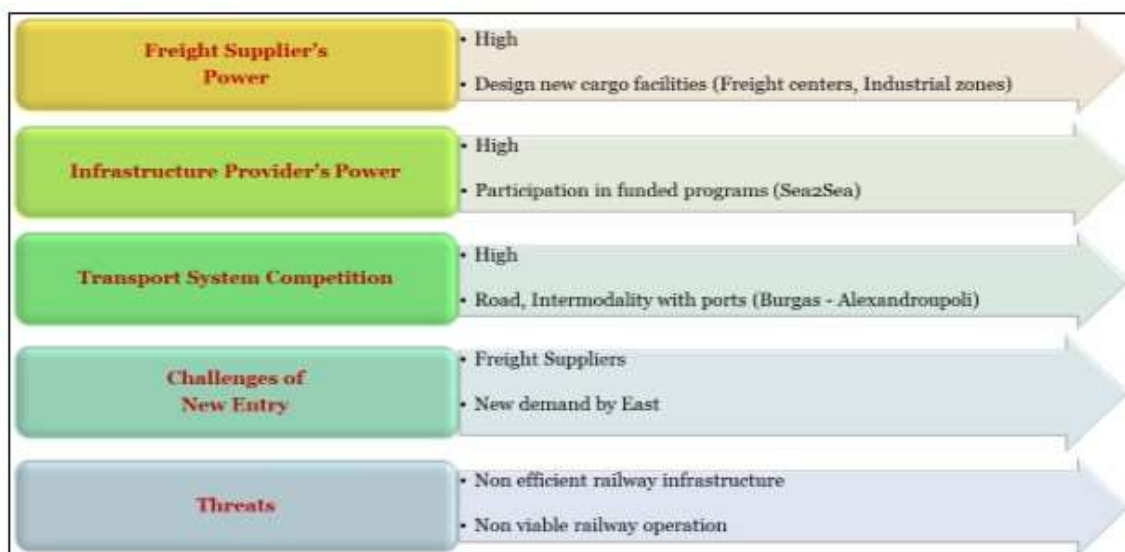 Freight Supplier's
Power
• High
• Design new cargo facilities (Freight centers, Industrial zones)
Infrastructure Provider's Power
• High
• Participation in funded programs (Sea2Sea)
Transport System Competition
• High
• Road, Intermodality with ports (Burgas - Alexandroupoli)
Challenges of
New Entry
• Freight Suppliers
• New demand by East
Threats
• Non efficient railway infrastructure
• Non viable railway operation